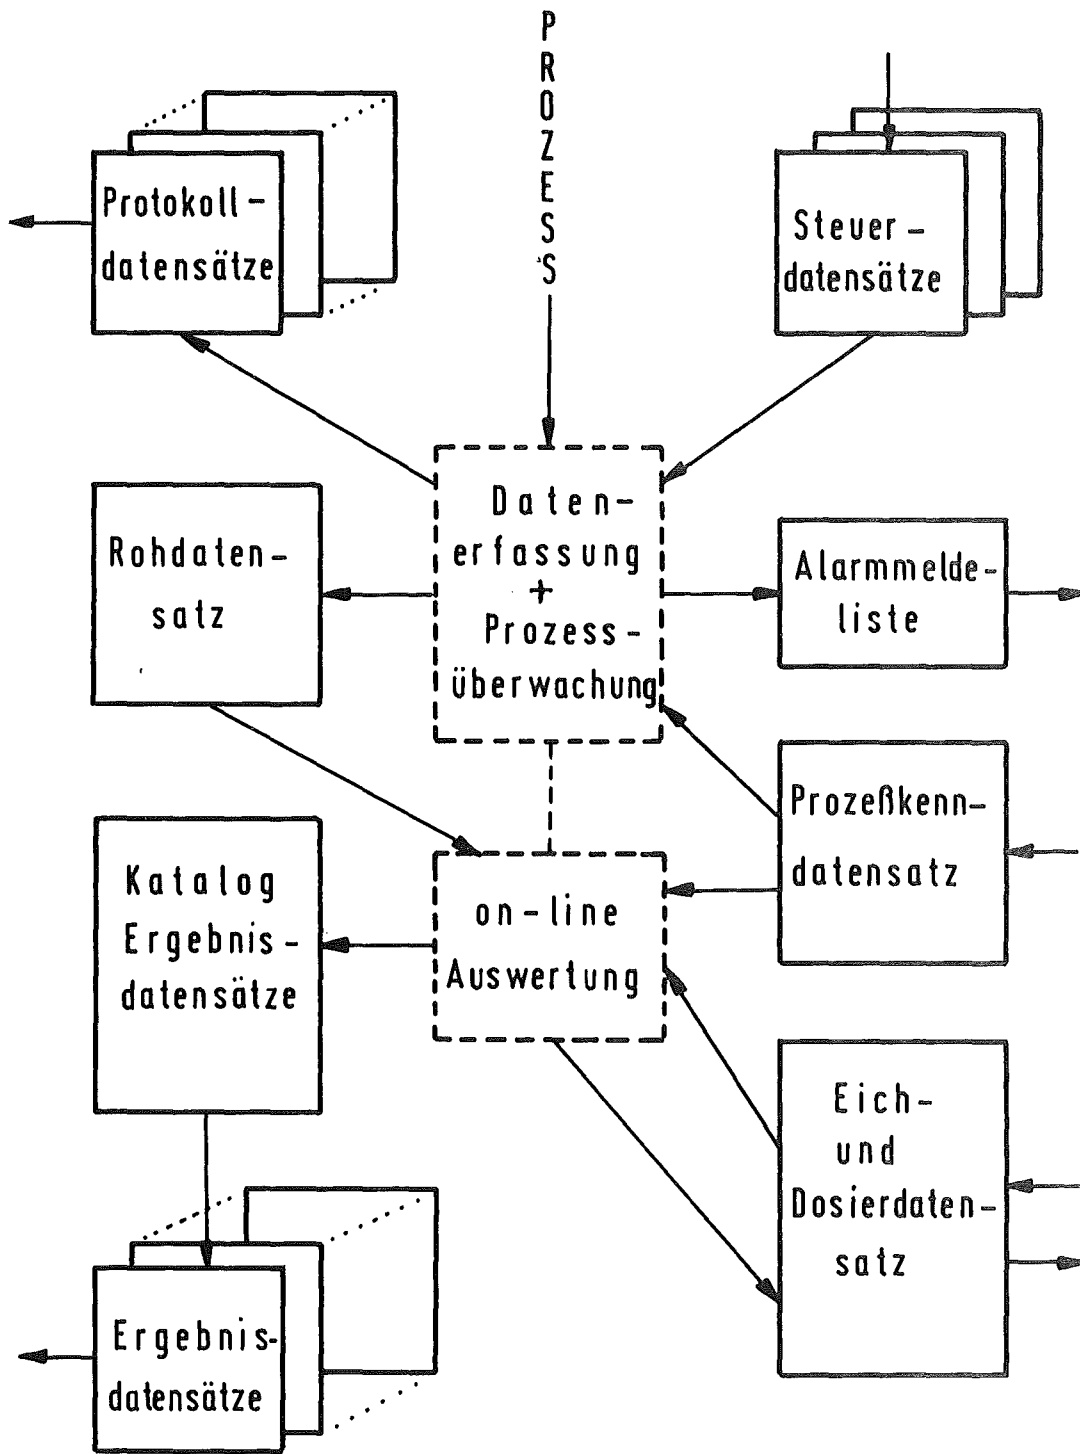 PROZESS
Protokoll-
datensätze
Steuer-
datensätze
Daten-
erfassung
+
Prozess-
überwachung
Rohdaten-
satz
Alarmmelde-
liste
Prozeßkenn-
datensatz
Katalog
Ergebnis-
datensätze
on-line
Auswertung
Eich-
und
Dosierdaten-
satz
Ergebnis-
datensätze